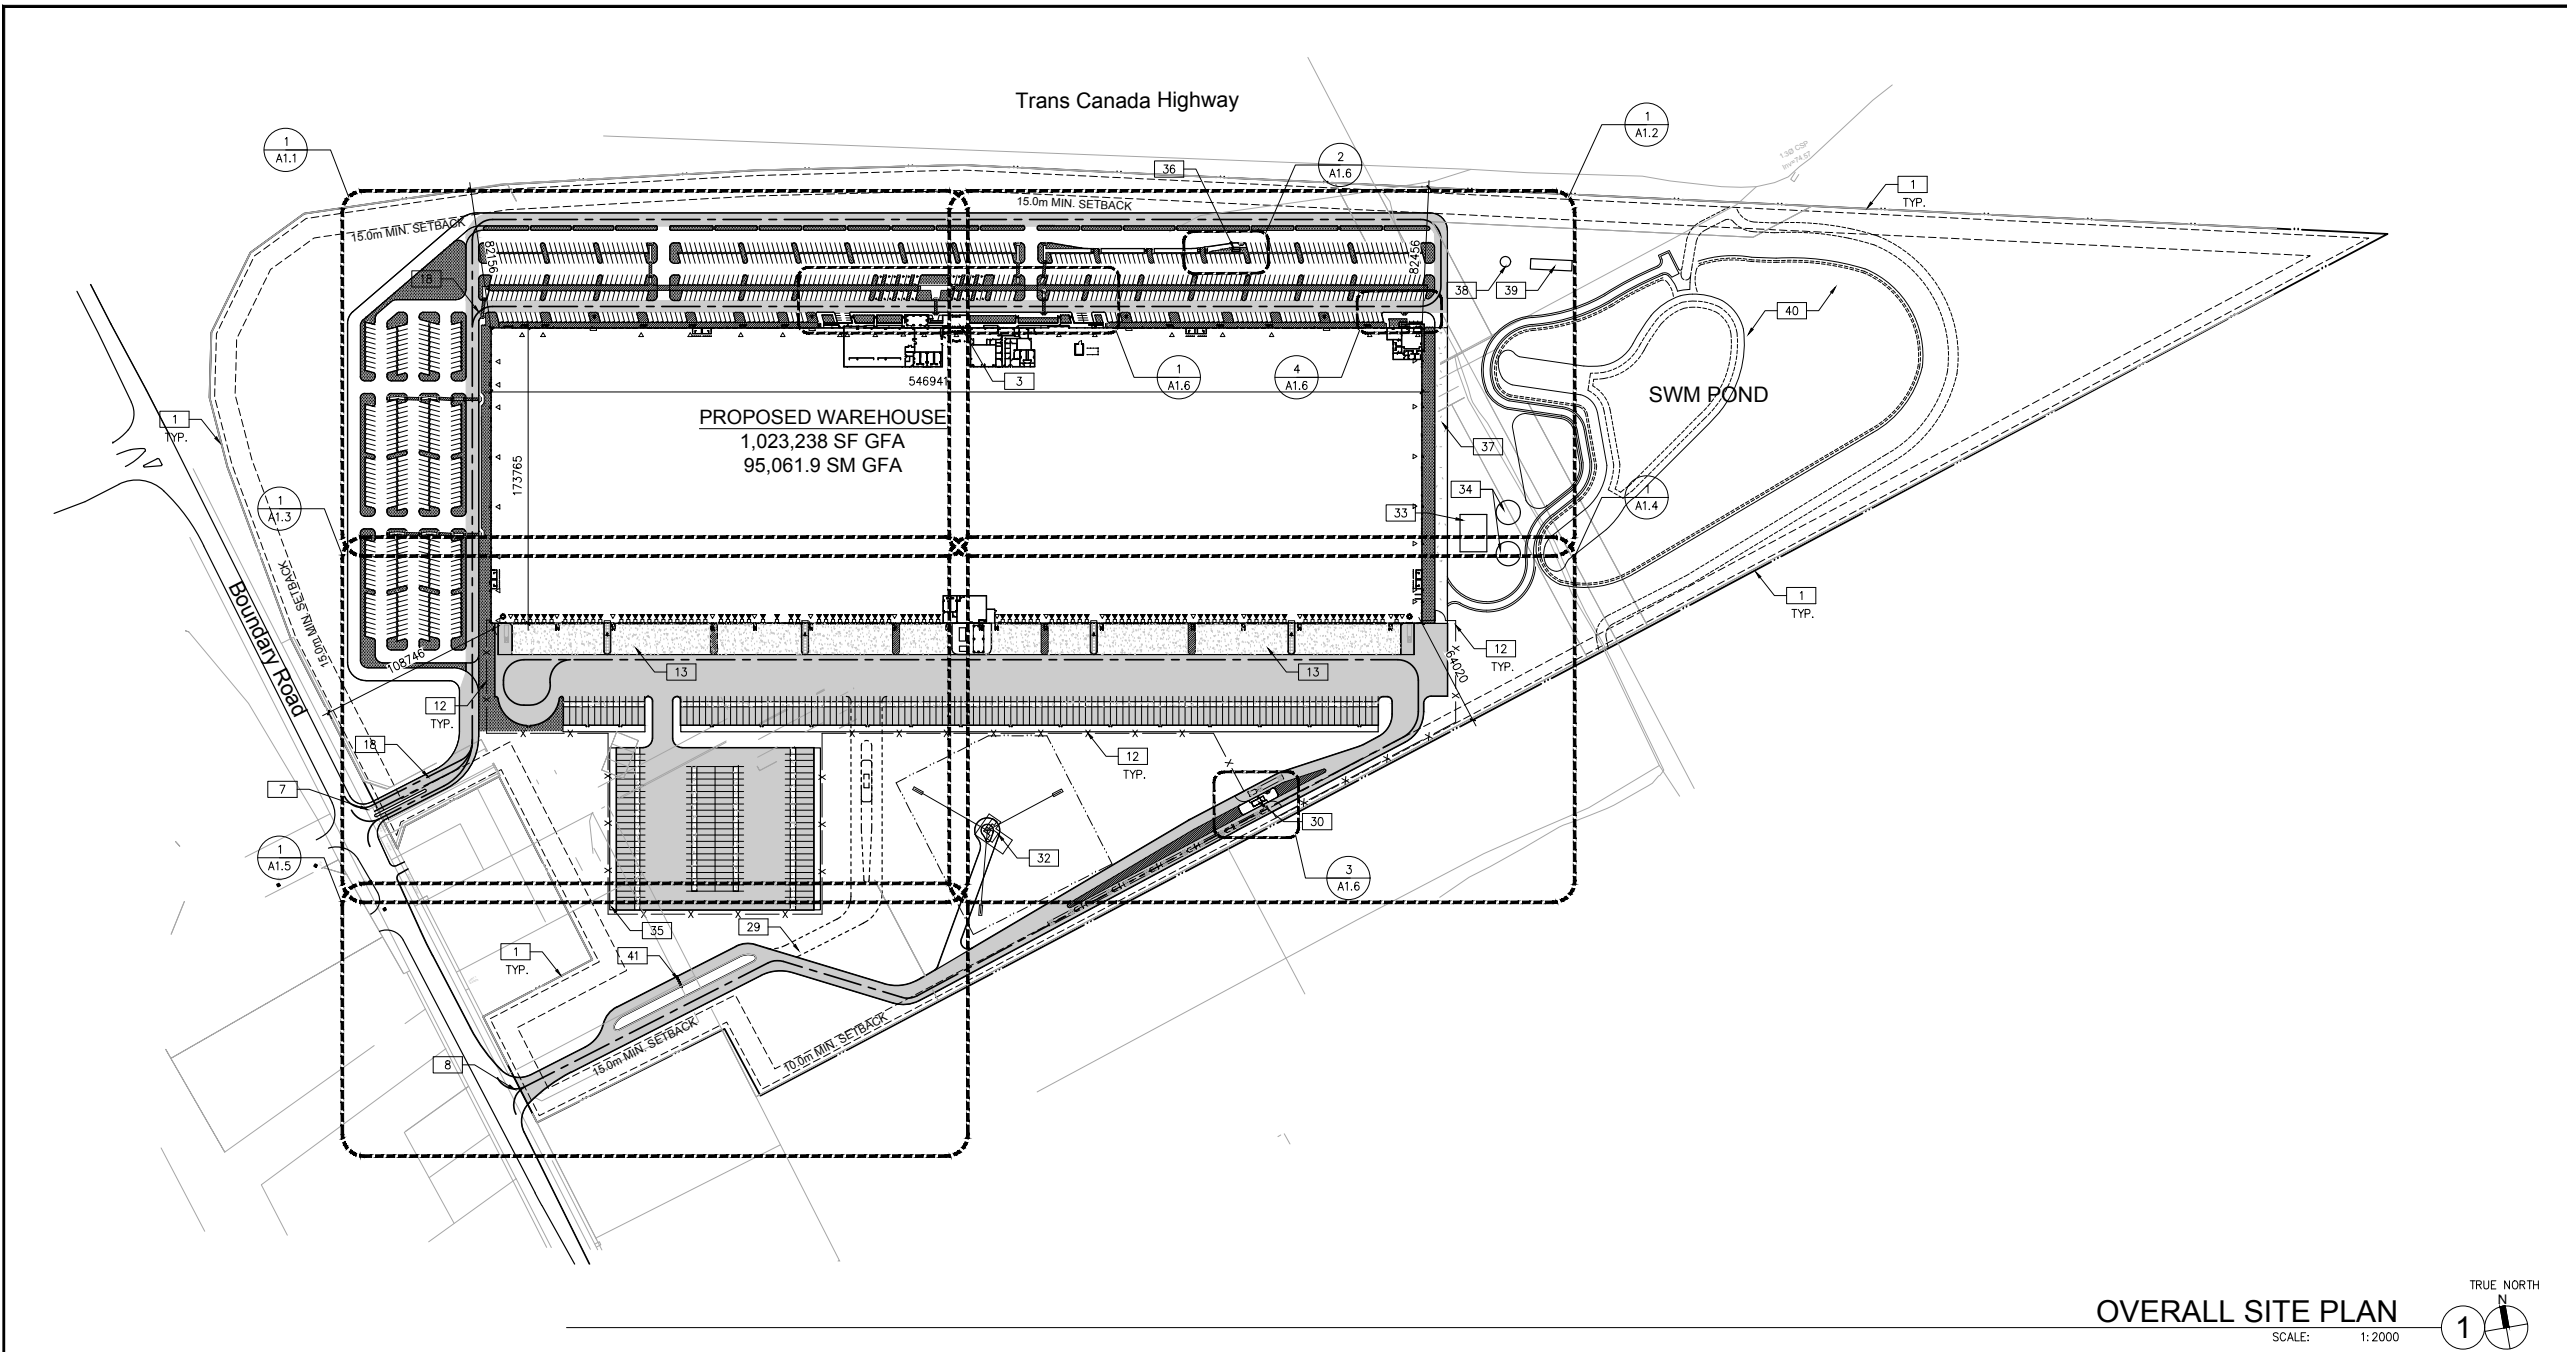 Trans Canada Highway
1
A1.1
1
A1.2
2
A1.6
36
1.3Ø CSP
Inv=74.57
1
TYP.
15.0m MIN. SETBACK
15.0m MIN. SETBACK
82156
82456
18
38
39
40
3
1
A1.6
4
A1.6
546941
SWM POND
PROPOSED WAREHOUSE
1,023,238 SF GFA
95,061.9 SM GFA
1
TYP.
173765
37
34
33
1
A1.3
1
A1.4
Boundary Road
15.0m MIN. SETBACK
1
TYP.
108746
13
13
12
TYP.
64020
12
TYP.
18
12
TYP.
7
30
1
A1.5
32
3
A1.6
35
29
41
1
TYP.
8
15.0m MIN. SETBACK
10.0m MIN. SETBACK
TRUE NORTH
N
OVERALL SITE PLAN
1
SCALE: 1:2000